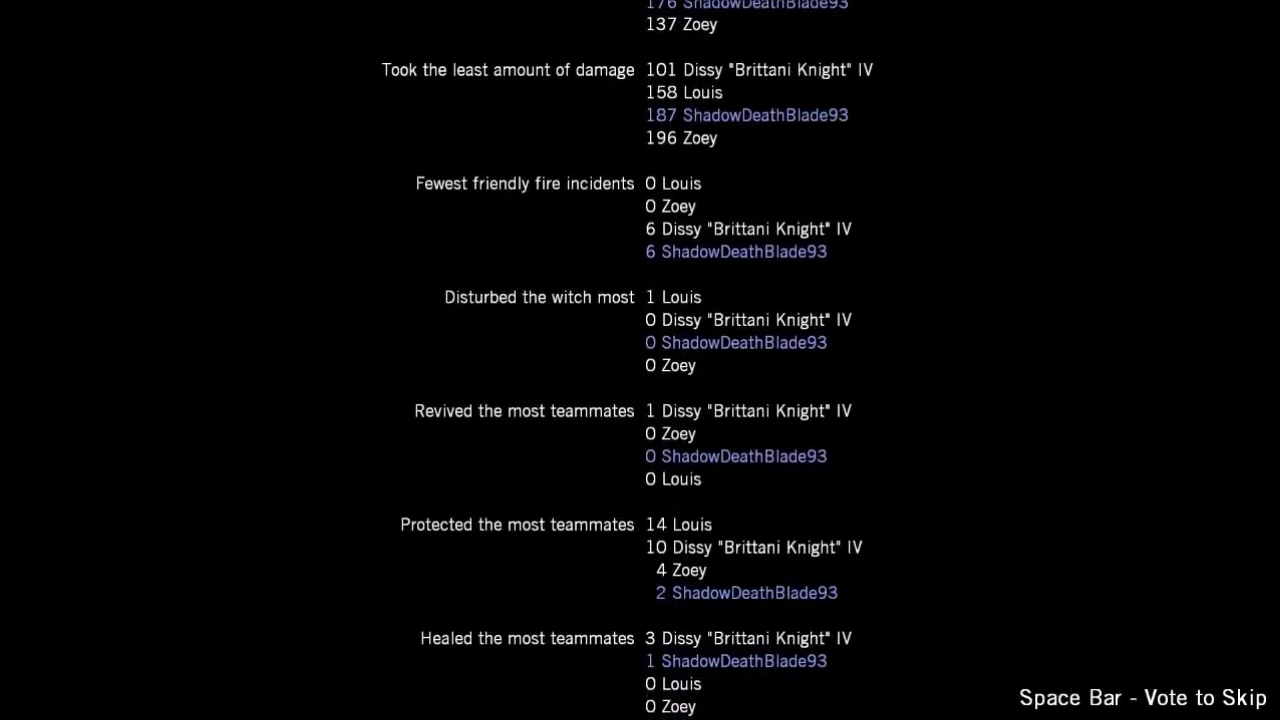 176 ShadowDeathBlade93
137 Zoey
Took the least amount of damage 101 Dissy "Brittani Knight" IV
158 Louis
187 ShadowDeathBlade93
196 Zoey
Fewest friendly fire incidents 0 Louis
0 Zoey
6 Dissy "Brittani Knight" IV
6 ShadowDeathBlade93
Disturbed the witch most 1 Louis
0 Dissy "Brittani Knight" IV
0 ShadowDeathBlade93
0 Zoey
Revived the most teammates 1 Dissy "Brittani Knight" IV
0 Zoey
0 ShadowDeathBlade93
0 Louis
Protected the most teammates 14 Louis
10 Dissy "Brittani Knight" IV
4 Zoey
2 ShadowDeathBlade93
Healed the most teammates 3 Dissy "Brittani Knight" IV
1 ShadowDeathBlade93
0 Louis
0 Zoey
Space Bar - Vote to Skip